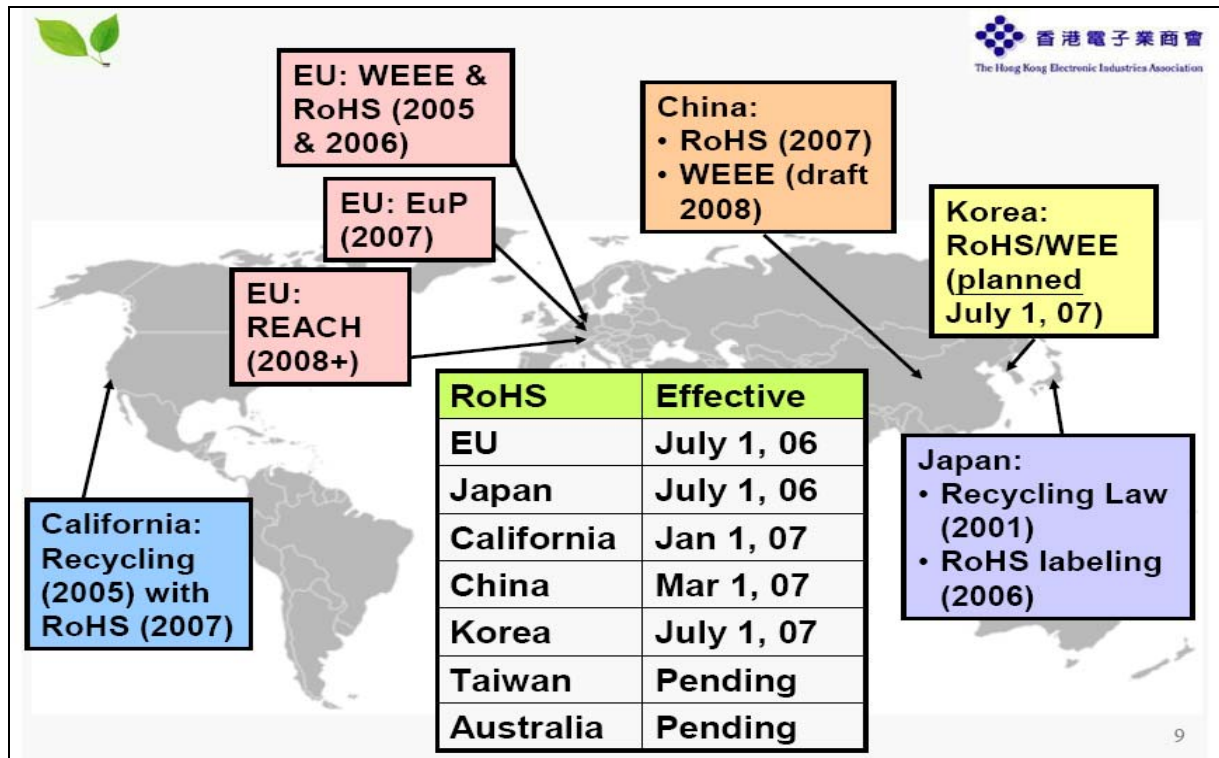 香港電子業商會
The Hong Kong Electronic Industries Association
EU: WEEE &
RoHS (2005
& 2006)
China:
• RoHS (2007)
• WEEE (draft
2008)
EU: EuP
(2007)
Korea:
RoHS/WEE
(planned
July 1, 07)
EU:
REACH
(2008+)
RoHS Effective
EU July 1, 06
Japan July 1, 06
California Jan 1, 07
China Mar 1, 07
Korea July 1, 07
Taiwan Pending
Australia Pending
Japan:
• Recycling Law
(2001)
• RoHS labeling
(2006)
California:
Recycling
(2005) with
RoHS (2007)
9